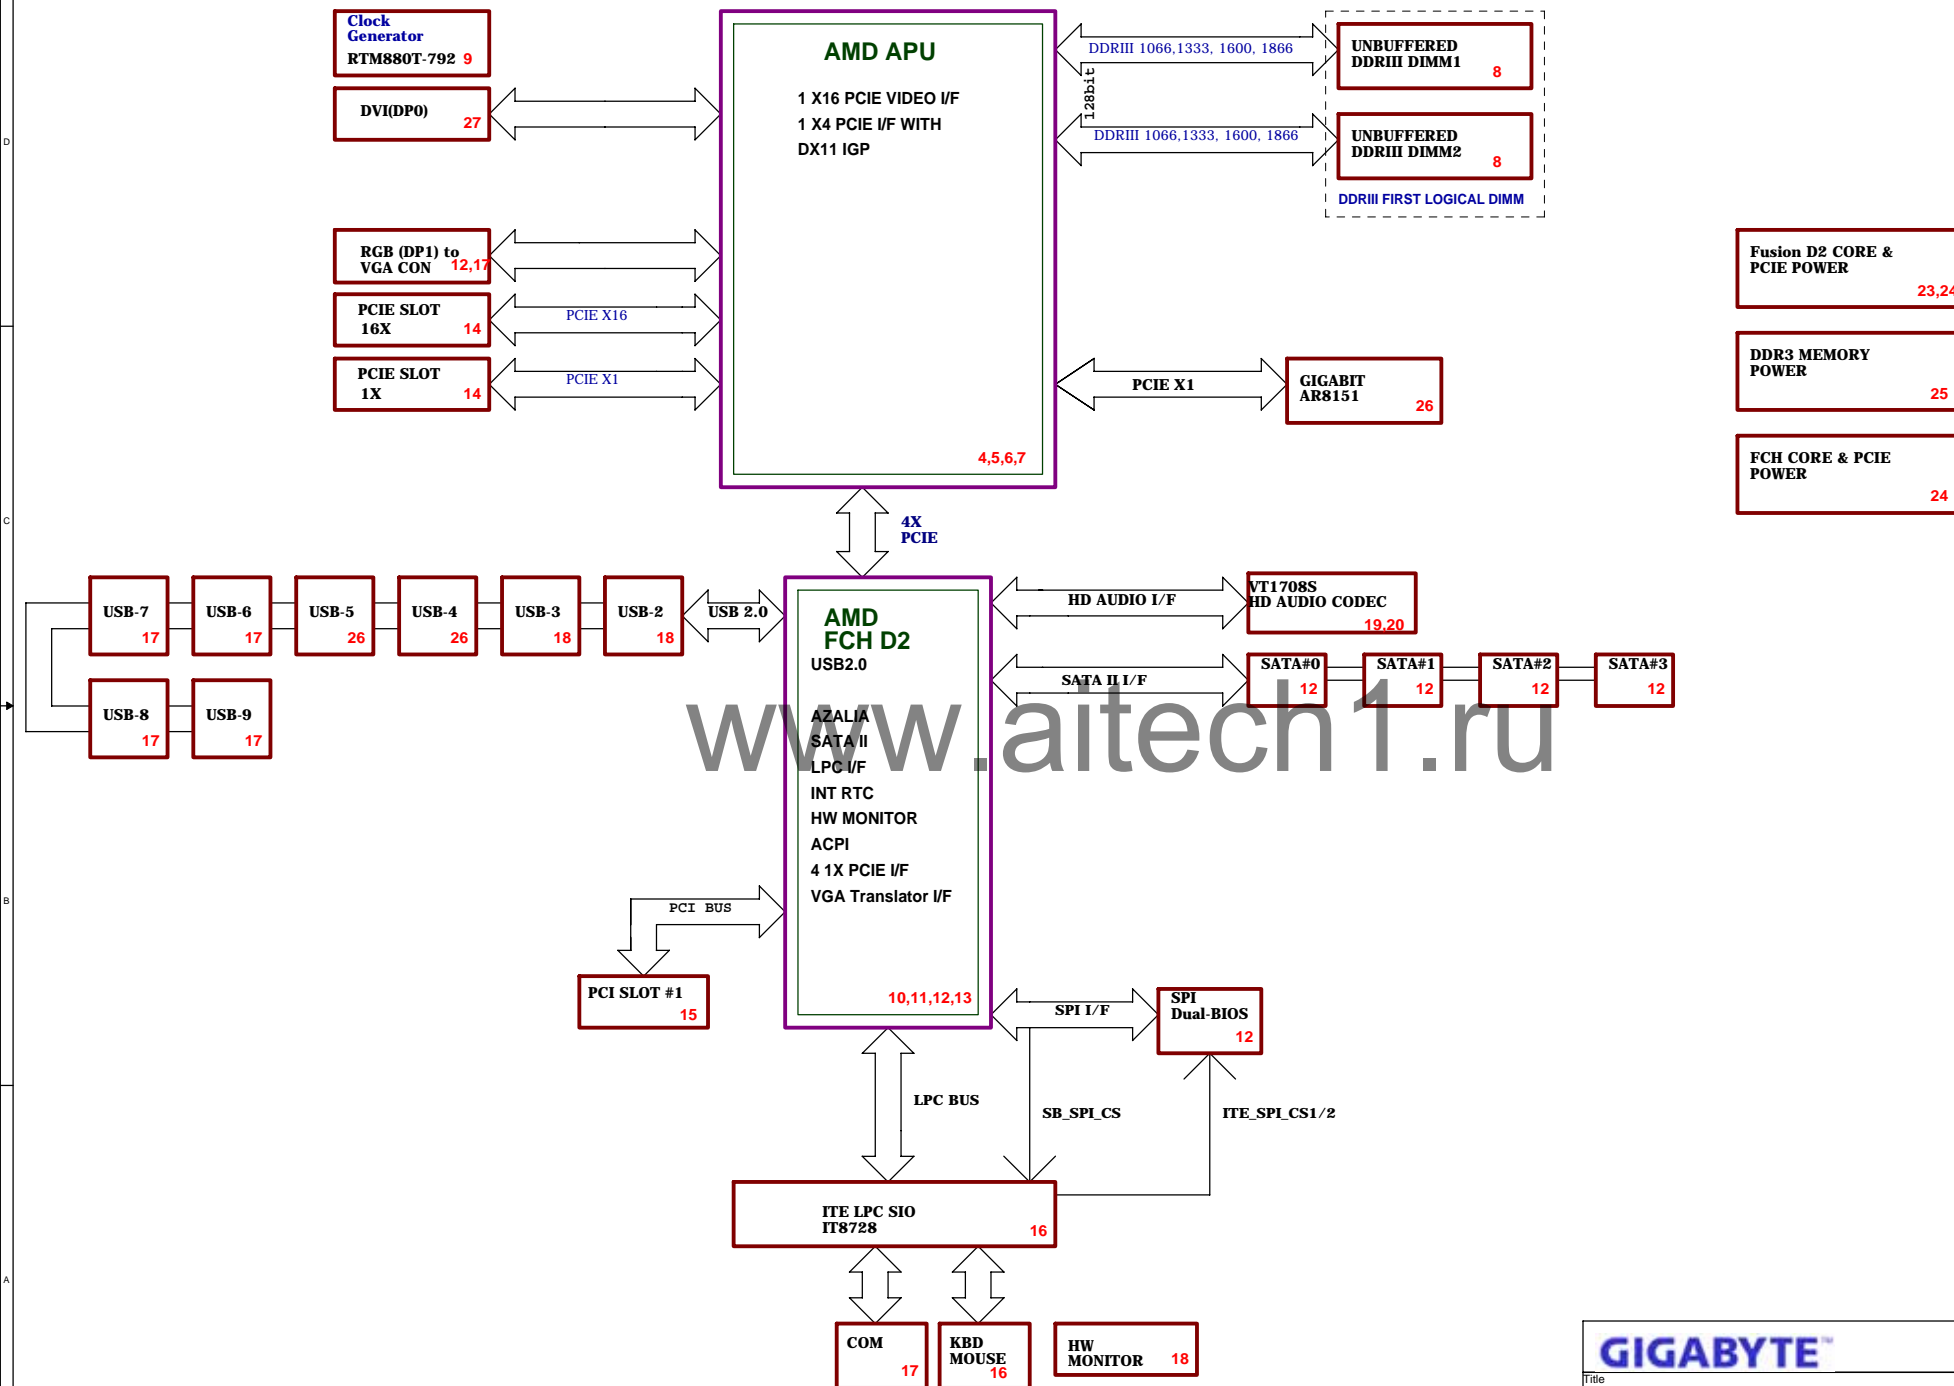 Clock
Generator
RTM880T-792 9
DVI(DP0)
27
AMD APU
1 X16 PCIE VIDEO I/F
1 X4 PCIE I/F WITH
DX11 IGP
4,5,6,7
DDRIII 1066,1333, 1600, 1866
128bit
DDRIII 1066,1333, 1600, 1866
UNBUFFERED
DDRIII DIMM1
8
UNBUFFERED
DDRIII DIMM2
8
DDRIII FIRST LOGICAL DIMM
D
RGB (DP1) to
VGA CON 12,17
PCIE SLOT
16X 14
PCIE X16
PCIE SLOT
1X 14
PCIE X1
PCIE X1
GIGABIT
AR8151
26
Fusion D2 CORE &
PCIE POWER
23,24
DDR3 MEMORY
POWER
25
FCH CORE & PCIE
POWER
24
C
4X
PCIE
USB-7
17
USB-6
17
USB-5
26
USB-4
26
USB-3
18
USB-2
18
USB 2.0
USB-8
17
USB-9
17
AMD
FCH D2
USB2.0
AZALIA
SATA II
LPC I/F
INT RTC
HW MONITOR
ACPI
4 1X PCIE I/F
VGA Translator I/F
10,11,12,13
HD AUDIO I/F
VT1708S
HD AUDIO CODEC
19,20
SATA II I/F
SATA#0
12
SATA#1
12
SATA#2
12
SATA#3
12
www.aitech1.ru
B
PCI BUS
PCI SLOT #1
15
SPI I/F
SPI
Dual-BIOS
12
LPC BUS
SB_SPI_CS
ITE_SPI_CS1/2
ITE LPC SIO
IT8728
16
A
COM
17
KBD
MOUSE
16
HW
MONITOR 18
GIGABYTE™
Title